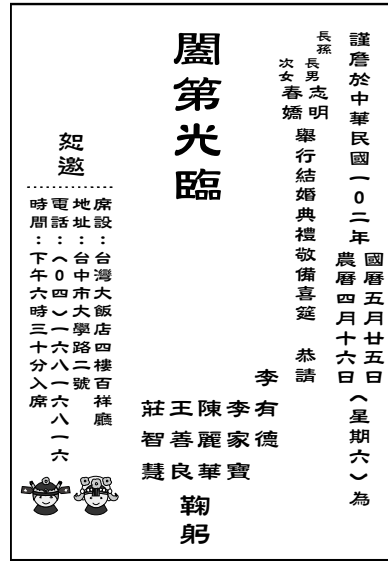 謹詹於中華民國一0二年
國曆五月廿五日
農曆四月十六日
(星期六)為
長孫
長男志明
次女春嬌
舉行結婚典禮敬備喜筵 恭請
闔第光臨
李有德
李家寶
陳麗華
王善良
莊智慧
鞠躬
恕邀
席設:台灣大飯店四樓百祥廳
地址:台中市大學路二號
電話:(0四)一六八一六八一六
時間:下午六時三十分入席